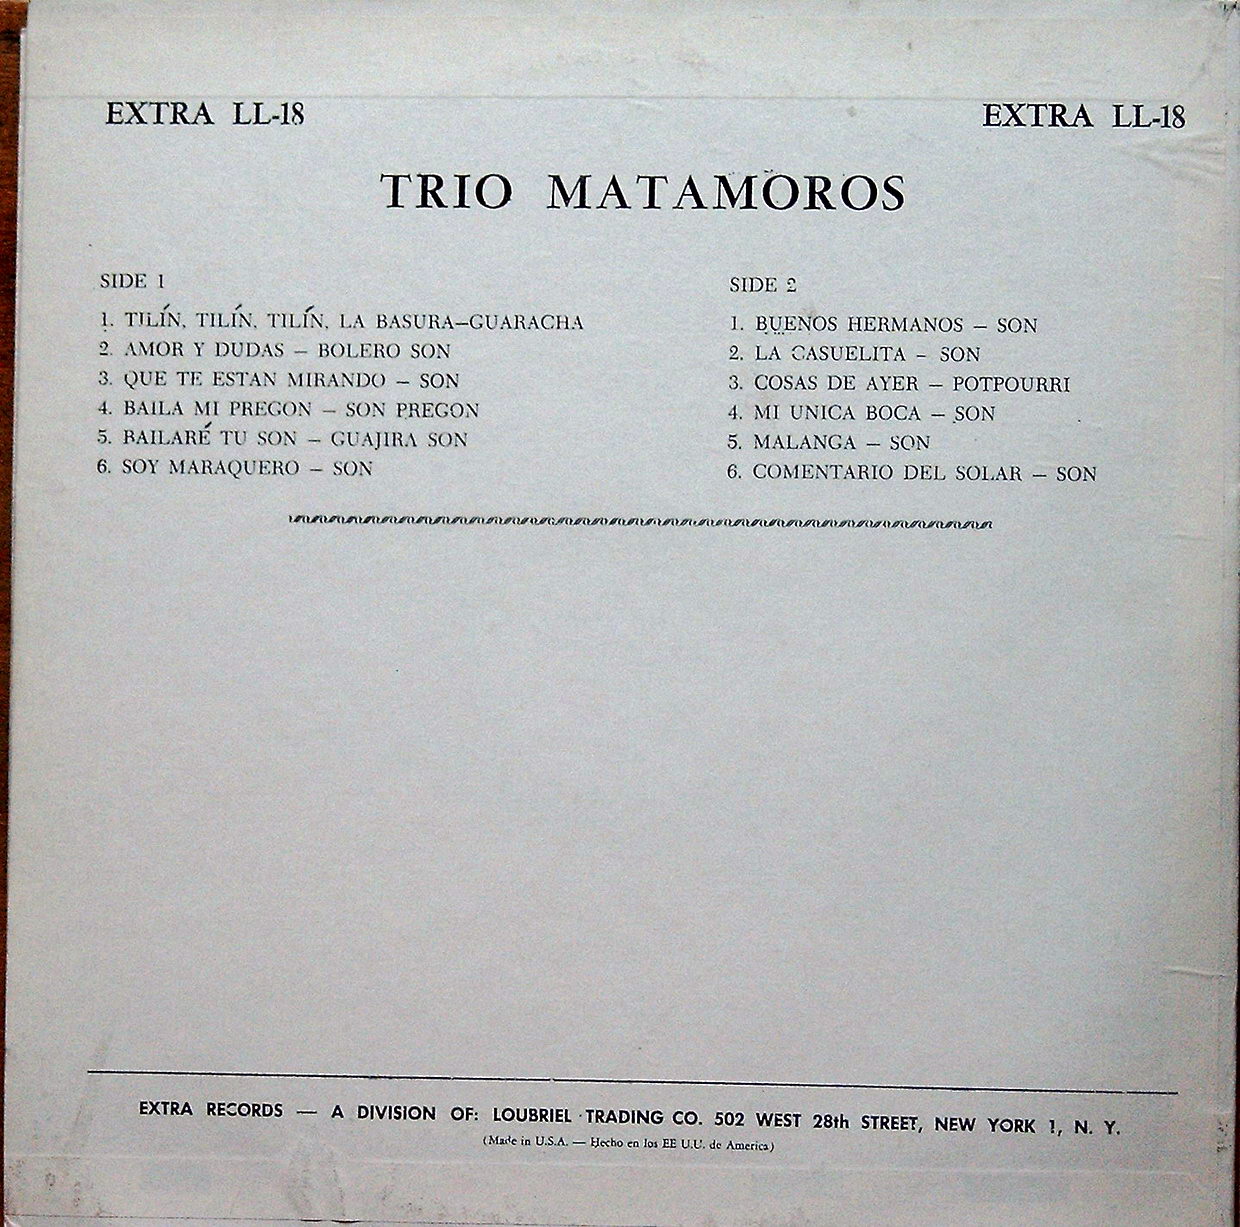 EXTRA LL-18
EXTRA LL-18
TRIO MATAMOROS
SIDE 1
1. TILÍN, TILÍN, TILÍN, LA BASURA—GUARACHA
2. AMOR Y DUDAS — BOLERO SON
3. QUE TE ESTAN MIRANDO — SON
4. BAILA MI PREGON — SON PREGON
5. BAILARÉ TU SON — GUAJIRA SON
6. SOY MARAQUERO — SON
SIDE 2
1. BUENOS HERMANOS — SON
2. LA CASUELITA — SON
3. COSAS DE AYER — POTPOURRI
4. MI UNICA BOCA — SON
5. MALANGA — SON
6. COMENTARIO DEL SOLAR — SON
EXTRA RECORDS — A DIVISION OF: LOUBRIEL TRADING CO. 502 WEST 28th STREET, NEW YORK 1, N. Y.
(Made in U.S.A. — Hecho en los EE U.U. de America)